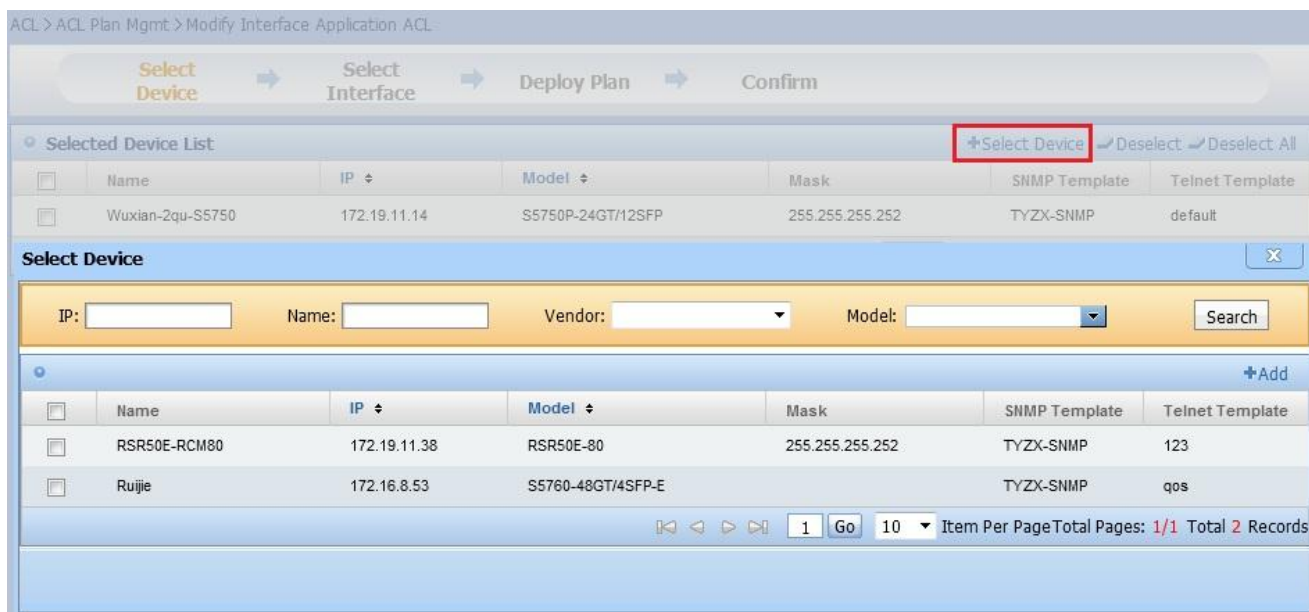 ACL > ACL Plan Mgmt > Modify Interface Application ACL
Select Device Select Interface Deploy Plan Confirm
Selected Device List +Select Device Deselect Deselect All
Name IP Model Mask SNMP Template Telnet Template
Wuxian-2qu-S5750 172.19.11.14 S5750P-24GT/12SFP 255.255.255.252 TYZX-SNMP default
Select Device
IP: Name: Vendor: Model: Search
+Add
Name IP Model Mask SNMP Template Telnet Template
RSR50E-RCM80 172.19.11.38 RSR50E-80 255.255.255.252 TYZX-SNMP 123
Ruijie 172.16.8.53 S5760-48GT/4SFP-E TYZX-SNMP qos
1 Go 10 Item Per PageTotal Pages: 1/1 Total 2 Records